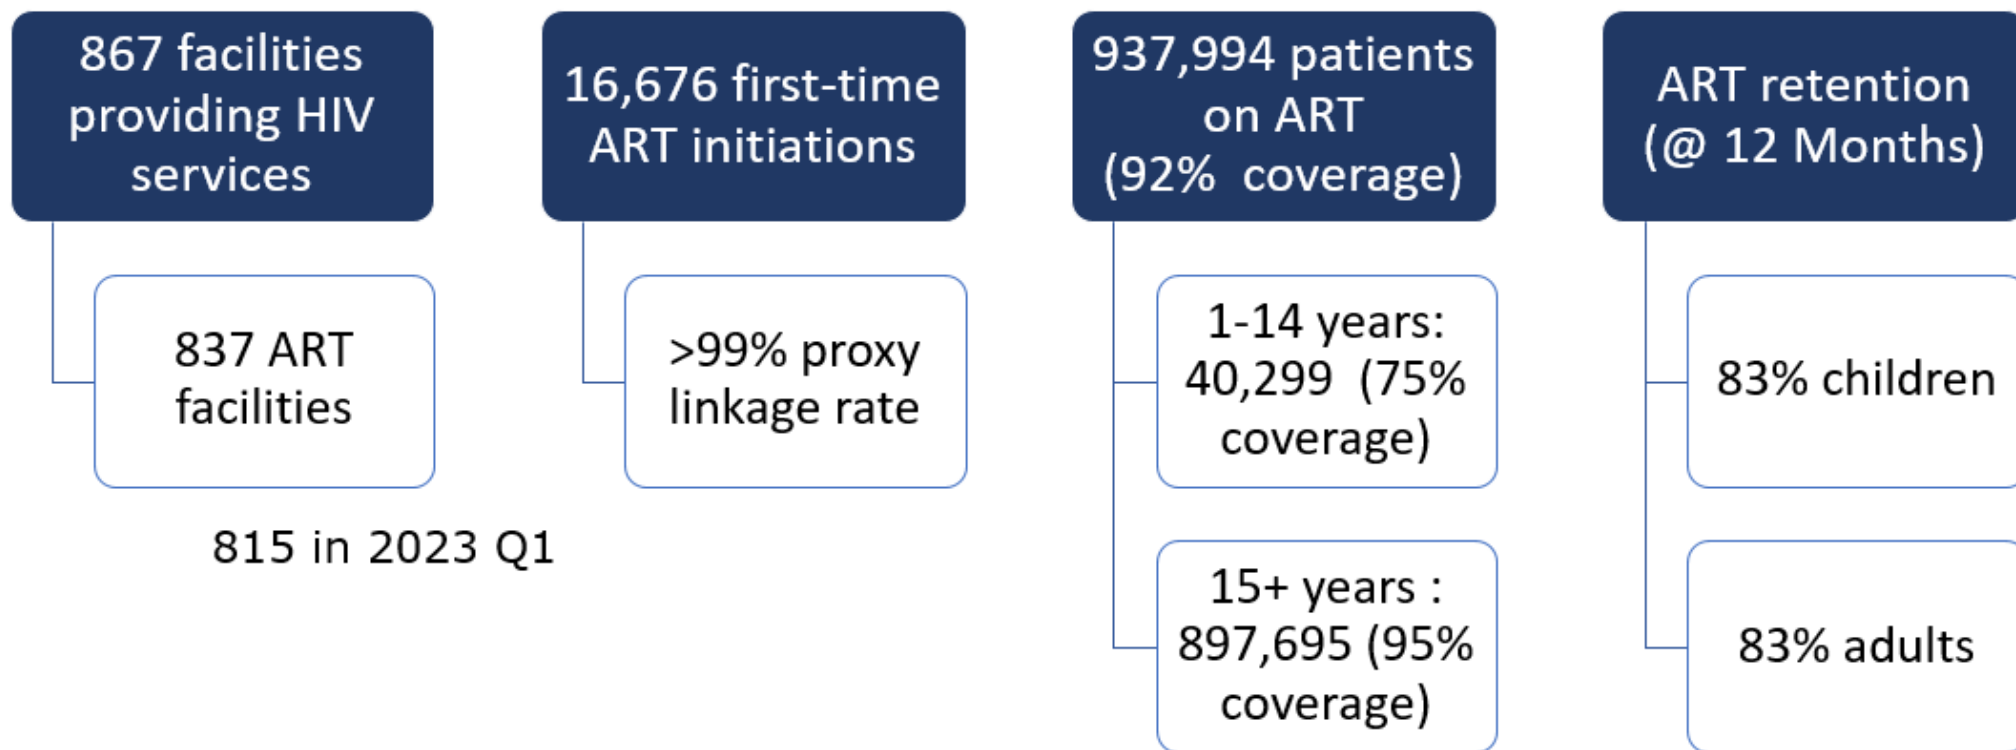 867 facilities
providing HIV
services
837 ART
facilities
815 in 2023 Q1
16,676 first-time
ART initiations
>99% proxy
linkage rate
937,994 patients
on ART
(92%  coverage)
1-14 years:
40,299  (75%
coverage)
15+ years :
897,695 (95%
coverage)
ART retention
(@ 12 Months)
83% children
83% adults